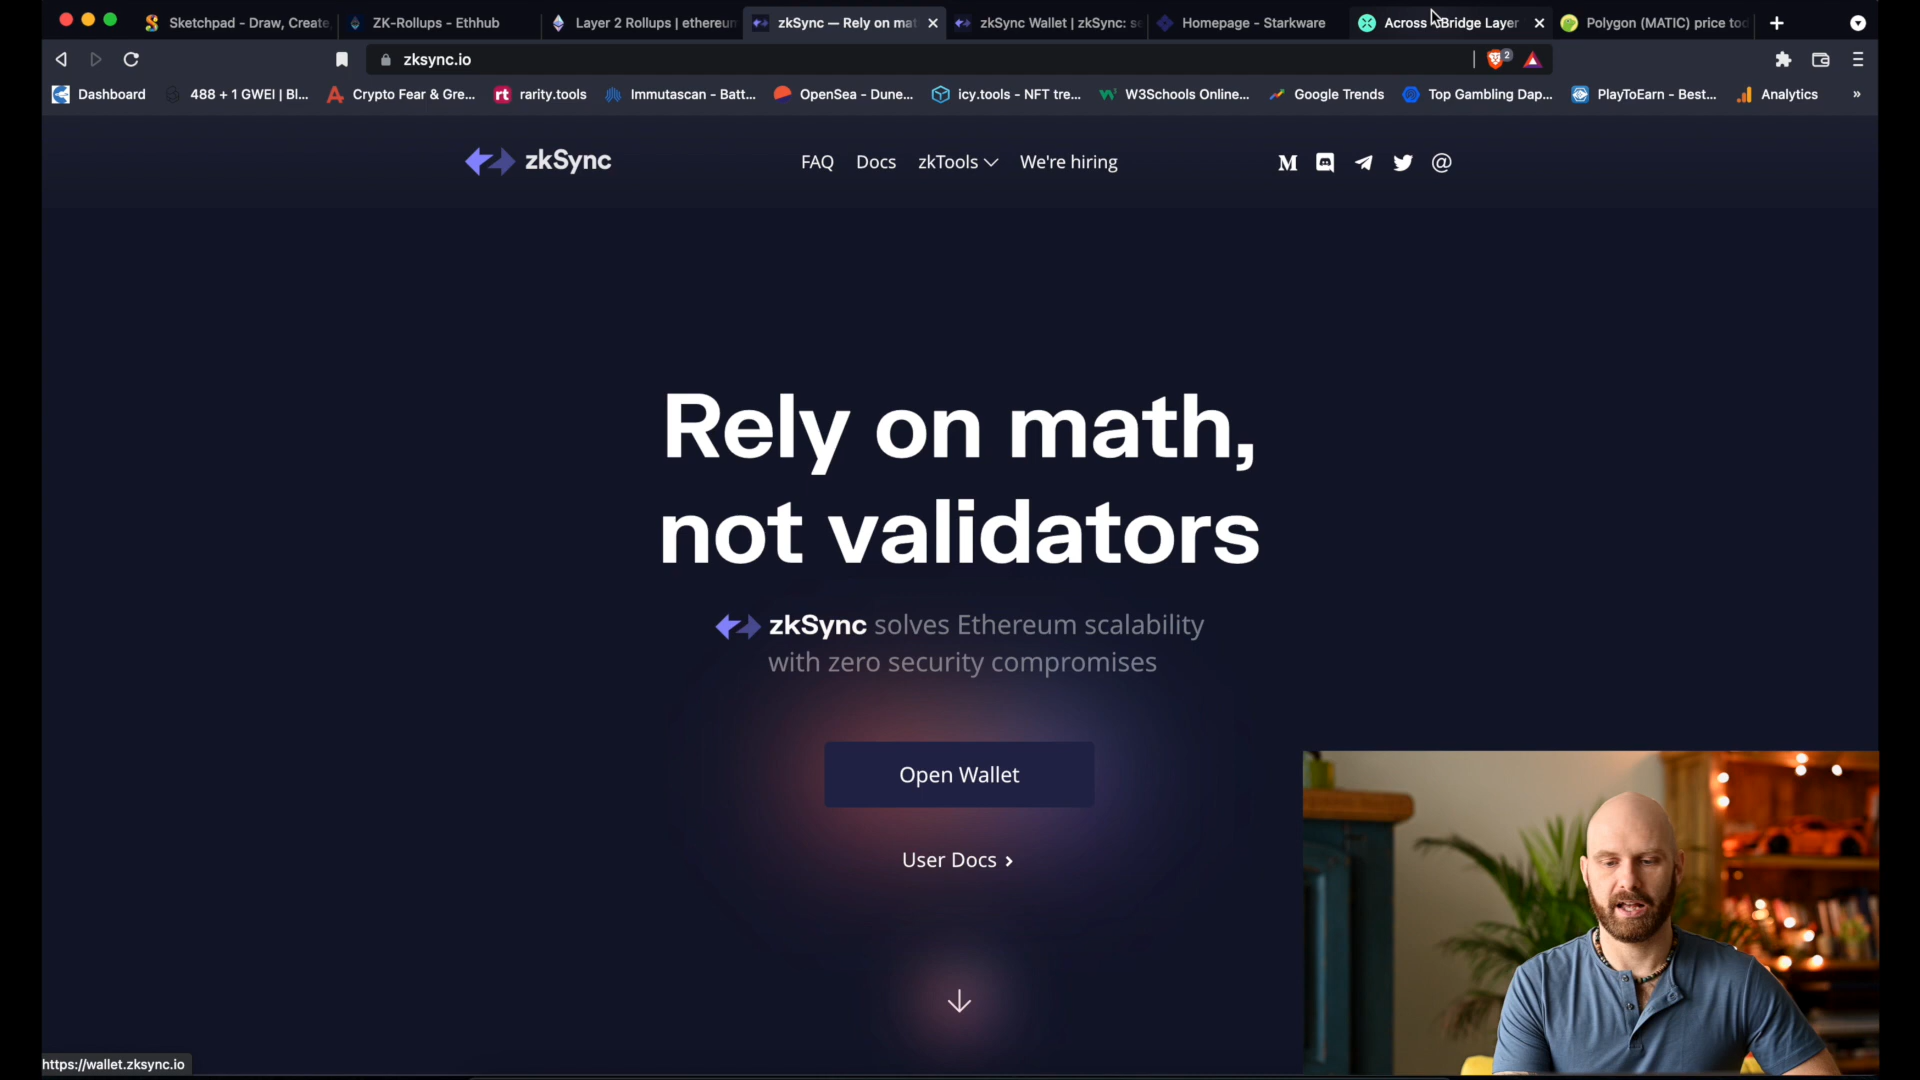 Sketchpad - Draw, Create,
ZK-Rollups - Ethhub
Layer 2 Rollups | ethereum
zkSync — Rely on mat
zkSync Wallet | zkSync: se
Homepage - Starkware
Across Bridge Layer
Polygon (MATIC) price tod
zksync.io
2
Dashboard
488 + 1 GWEI | Bl...
Crypto Fear & Gre...
rt
rarity.tools
Immutascan - Batt...
OpenSea - Dune...
icy.tools - NFT tre...
W3Schools Online...
Google Trends
Top Gambling Dap...
PlayToEarn - Best...
Analytics
»
zkSync
FAQ
Docs
zkTools
We're hiring
M
@
Rely on math,
not validators
zkSync solves Ethereum scalability
with zero security compromises
Open Wallet
User Docs ›
https://wallet.zksync.io